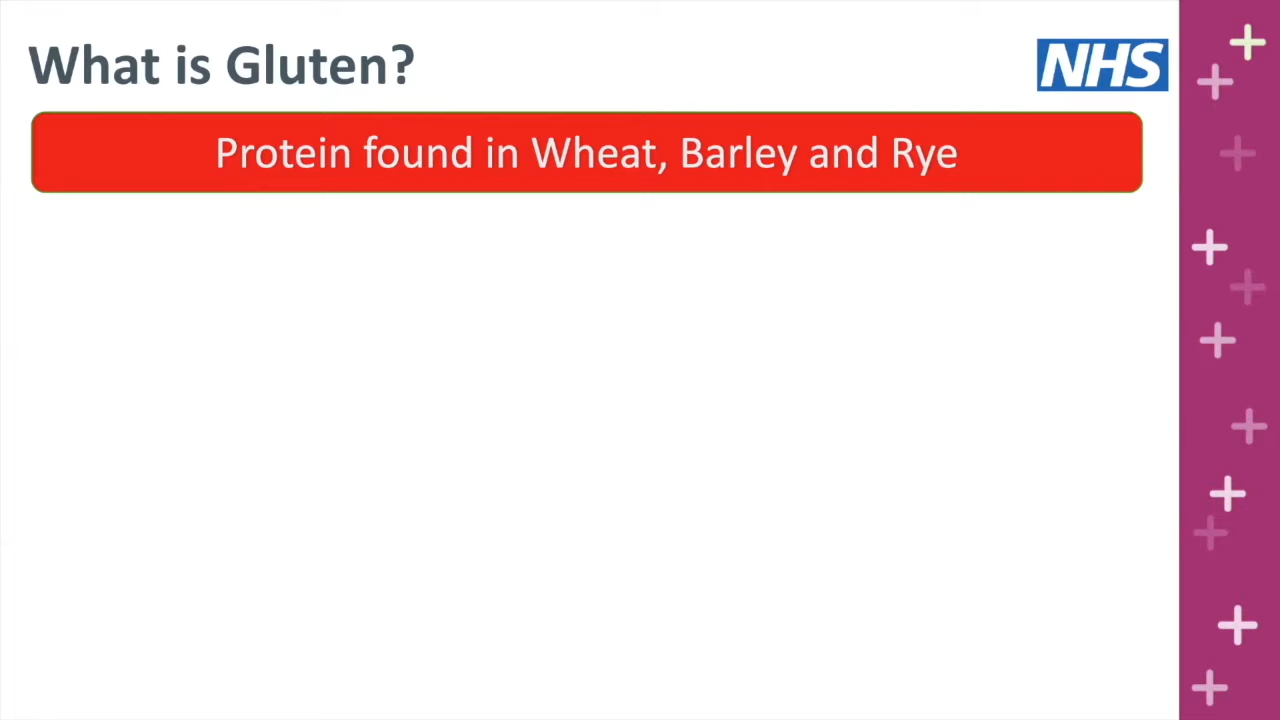 What is Gluten?
NHS
Protein found in Wheat, Barley and Rye